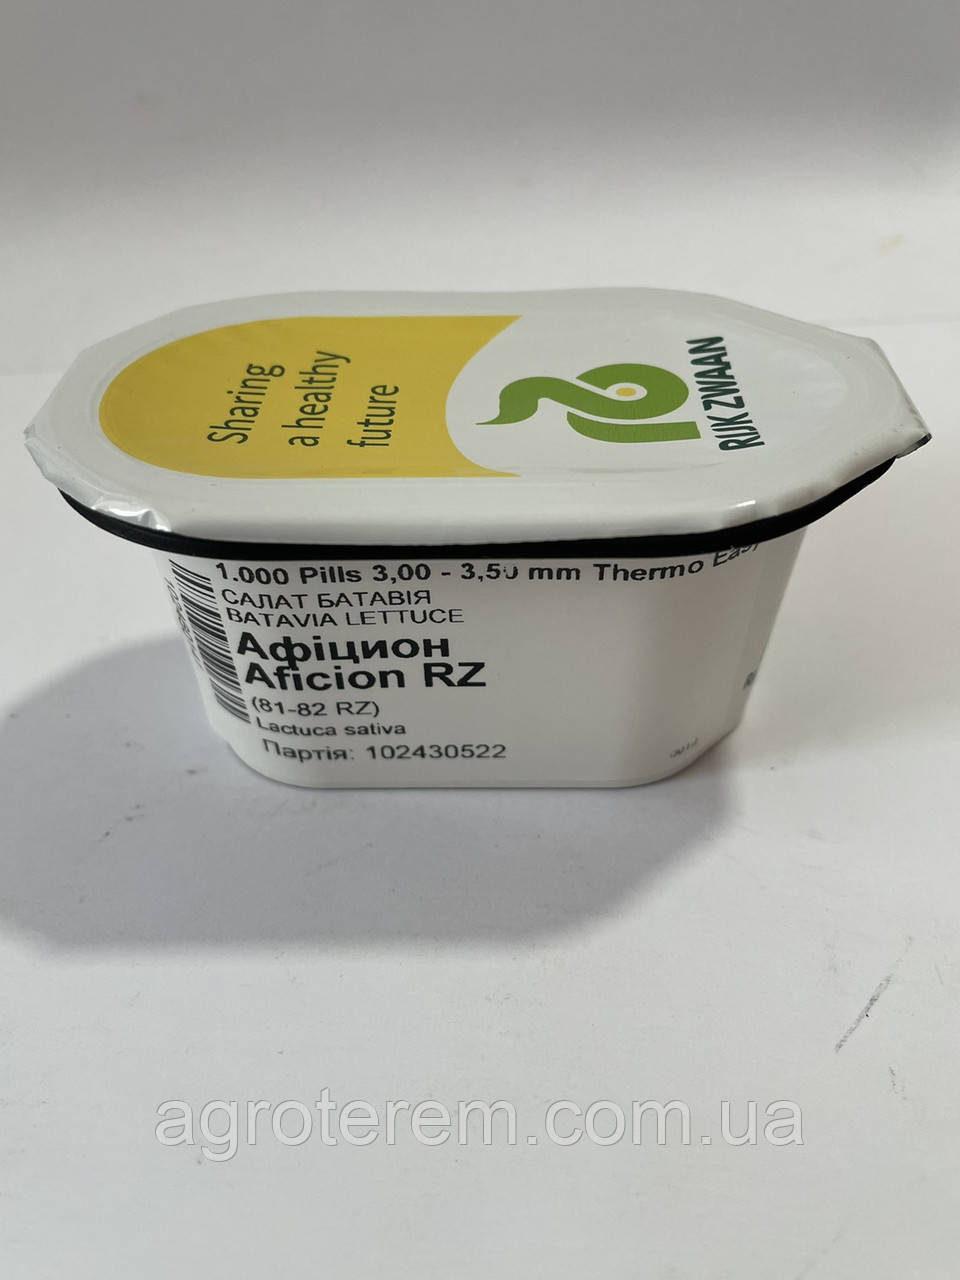 Sharing
a healthy
future
RIJK ZWAAN
1.000 Pills 3,00 - 3,50 mm Thermo Easy
САЛАТ БАТАВІЯ
BATAVIA LETTUCE
Афіцион
Aficion RZ
(81-82 RZ)
Lactuca sativa
Партія: 102430522
agroterem.com.ua